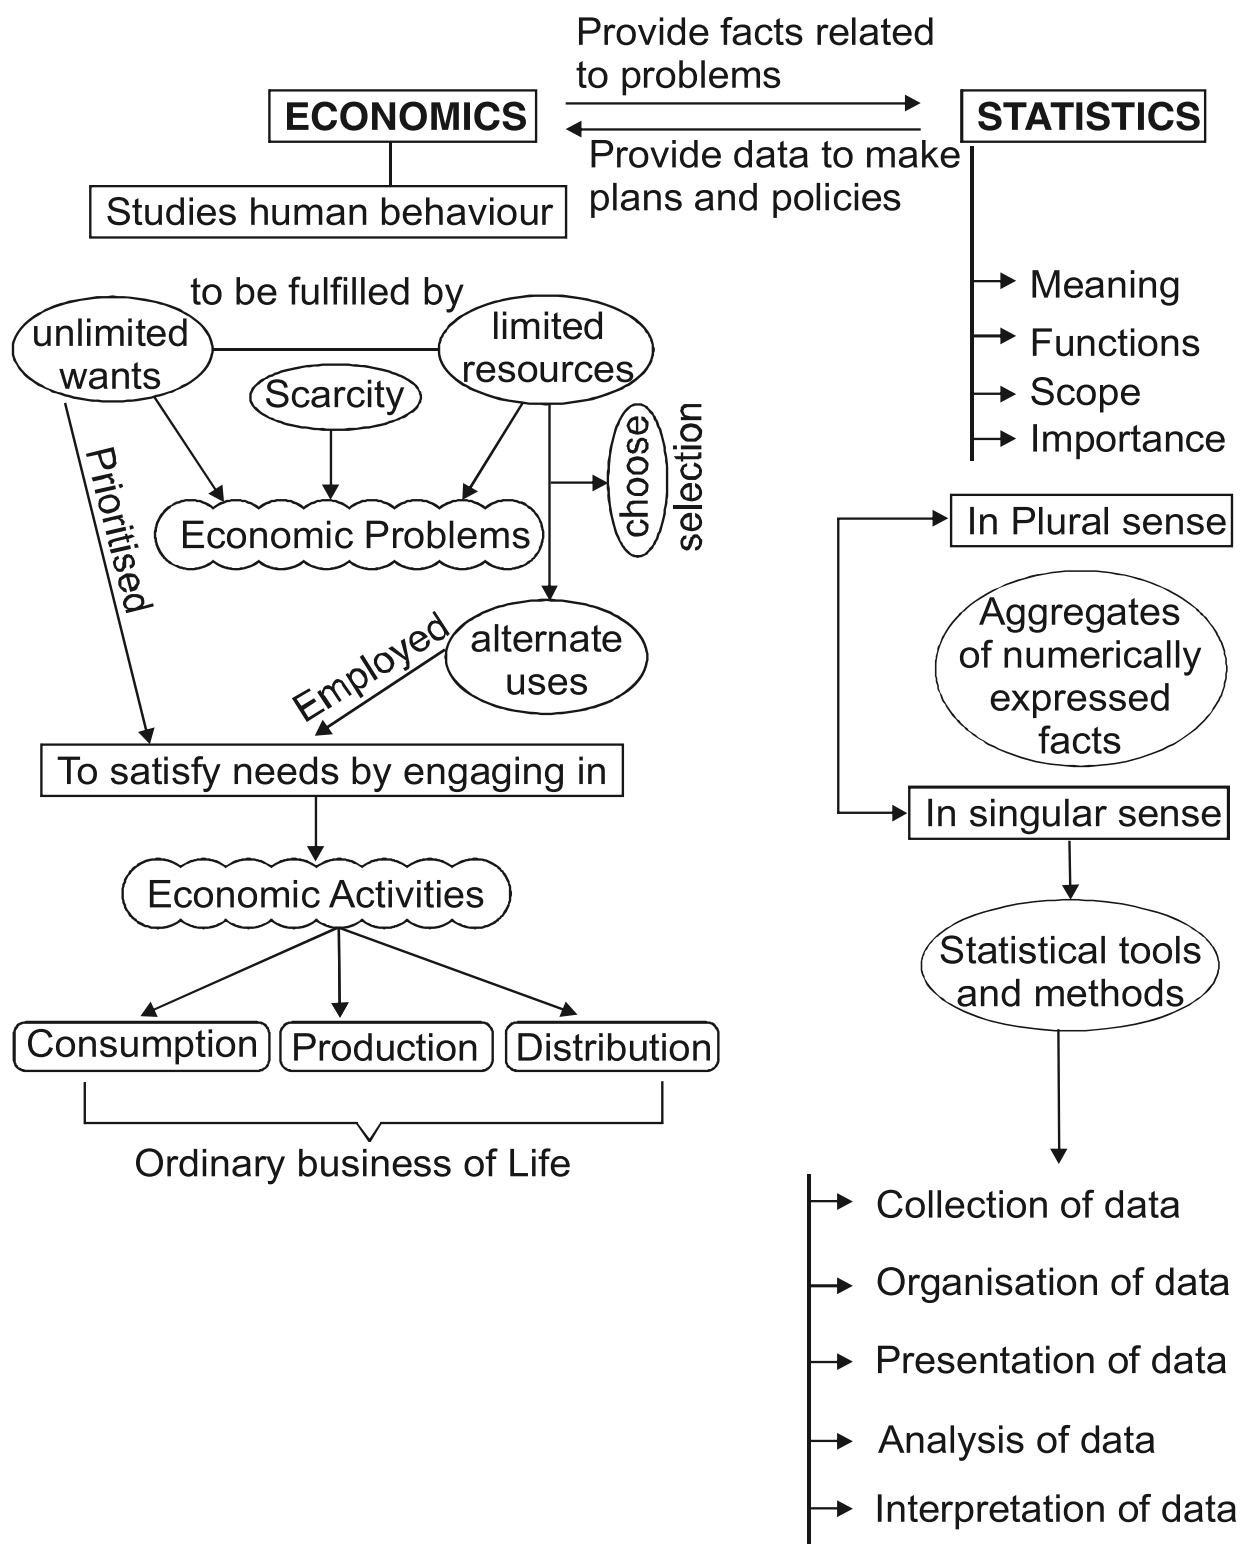 Provide facts related
to problems
ECONOMICS
STATISTICS
Provide data to make
plans and policies
Studies human behaviour
to be fulfilled by
unlimited
wants
limited
resources
Scarcity
choose
selection
Prioritised
Economic Problems
Employed
alternate
uses
To satisfy needs by engaging in
Economic Activities
Consumption
Production
Distribution
Ordinary business of Life
Meaning
Functions
Scope
Importance
In Plural sense
Aggregates
of numerically
expressed
facts
In singular sense
Statistical tools
and methods
Collection of data
Organisation of data
Presentation of data
Analysis of data
Interpretation of data